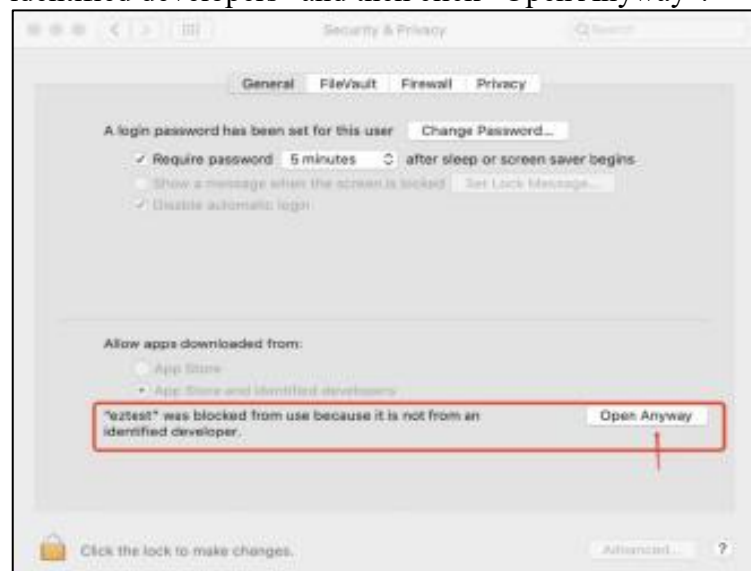 identified developers" and then click "Open Anyway".
Security & Privacy
Search
General FileVault Firewall Privacy
A login password has been set for this user Change Password...
Require password 5 minutes after sleep or screen saver begins
Show a message when the screen is locked Set Lock Message...
Disable automatic login
Allow apps downloaded from:
App Store
App Store and identified developers
"eztest" was blocked from use because it is not from an Open Anyway
identified developer.
Click the lock to make changes. Advanced... ?